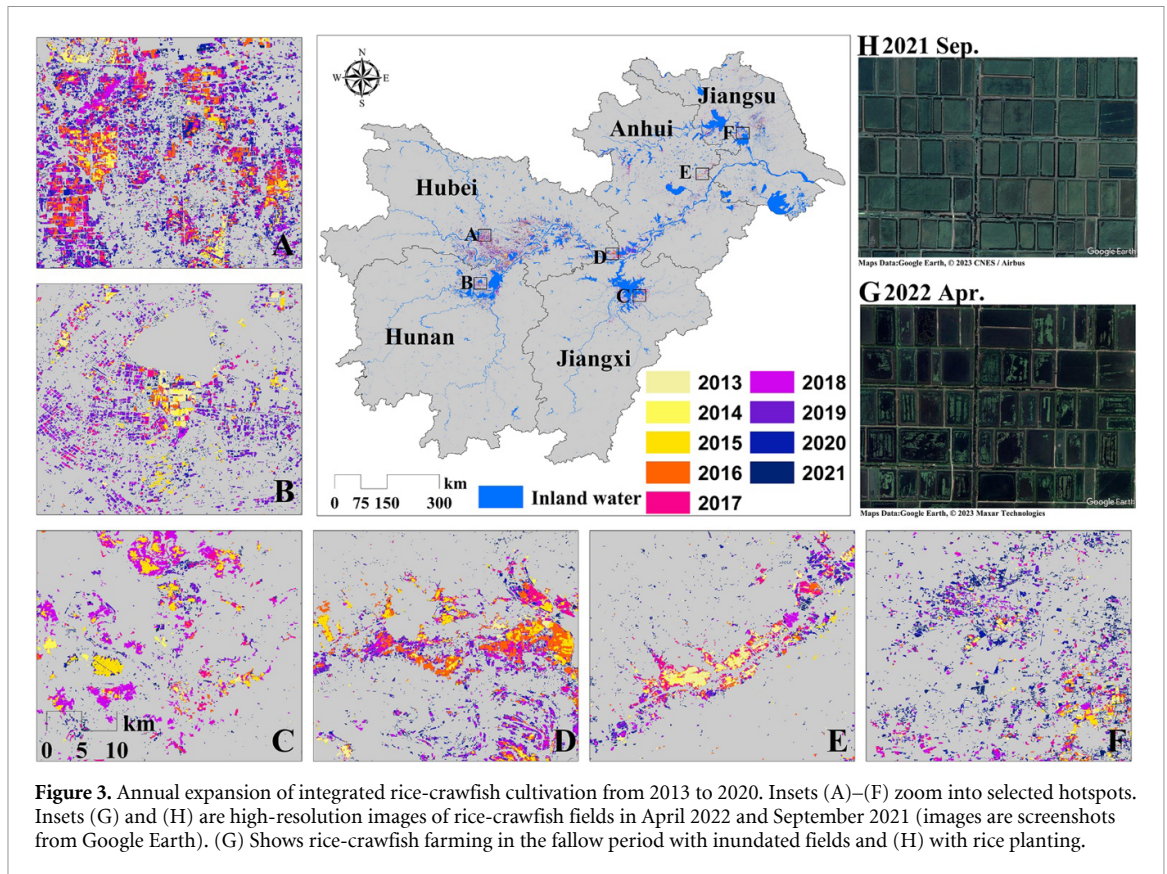 H 2021 Sep.
Google Earth
Maps Data:Google Earth, © 2023 CNES / Airbus
G 2022 Apr.
Google Earth
Maps Data:Google Earth, © 2023 Maxar Technologies
N
W E
S
Jiangsu
Anhui
F
E
Hubei
A
D
B
C
Hunan
Jiangxi
2013
2014
2015
2016
2017
2018
2019
2020
2021
km
0 75 150 300
Inland water
A
B
km
0 5 10
C
D
E
F
Figure 3. Annual expansion of integrated rice-crawfish cultivation from 2013 to 2020. Insets (A)–(F) zoom into selected hotspots.
Insets (G) and (H) are high-resolution images of rice-crawfish fields in April 2022 and September 2021 (images are screenshots
from Google Earth). (G) Shows rice-crawfish farming in the fallow period with inundated fields and (H) with rice planting.